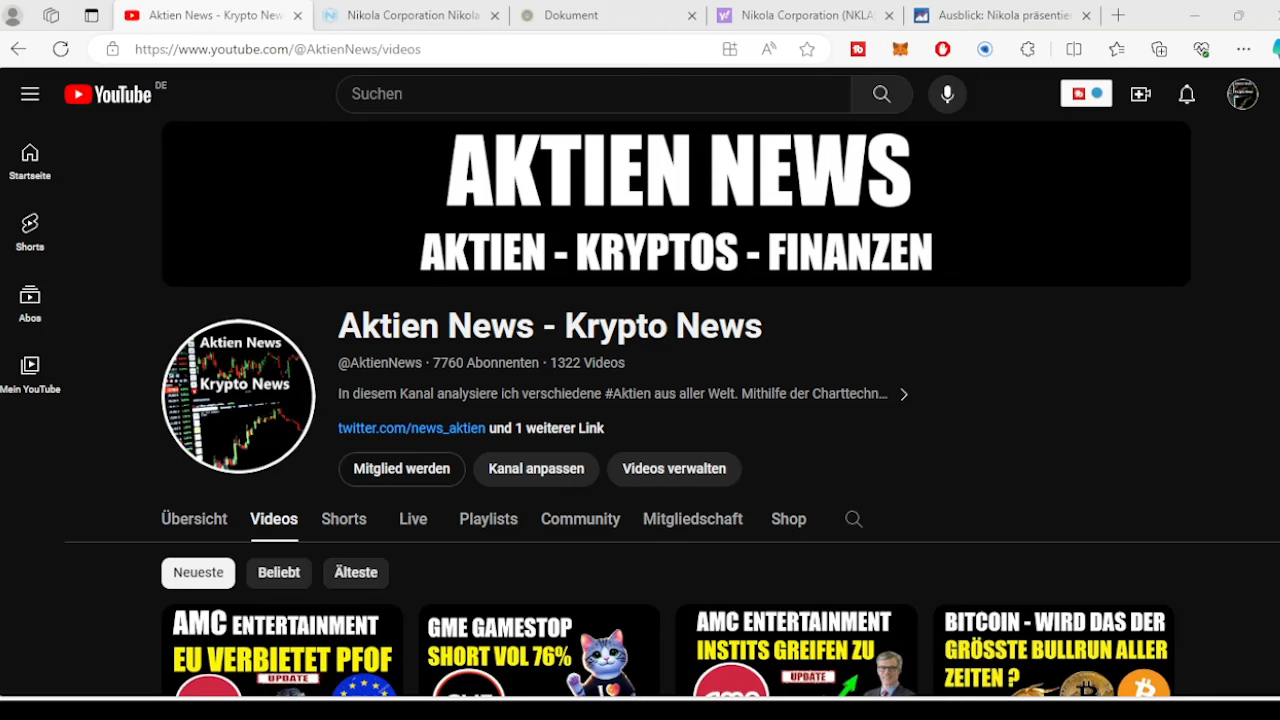 Aktien News - Krypto New
Nikola Corporation Nikola
Dokument
Nikola Corporation (NKLA
Ausblick: Nikola präsentie
https://www.youtube.com/@AktienNews/videos
YouTube DE
Suchen
AKTIEN NEWS
AKTIEN - KRYPTOS - FINANZEN
Startseite
Shorts
Abos
Mein YouTube
Aktien News
Krypto News
Aktien News - Krypto News
@AktienNews · 7760 Abonnenten · 1322 Videos
In diesem Kanal analysiere ich verschiedene #Aktien aus aller Welt. Mithilfe der Charttechn...
twitter.com/news_aktien und 1 weiterer Link
Mitglied werden
Kanal anpassen
Videos verwalten
Übersicht
Videos
Shorts
Live
Playlists
Community
Mitgliedschaft
Shop
Neueste
Beliebt
Älteste
AMC ENTERTAINMENT
EU VERBIETET PFOF
UPDATE
GME GAMESTOP
SHORT VOL 76%
AMC ENTERTAINMENT
INSTITS GREIFEN ZU
UPDATE
amc
BITCOIN - WIRD DAS DER
GRÖSSTE BULLRUN ALLER
ZEITEN ?